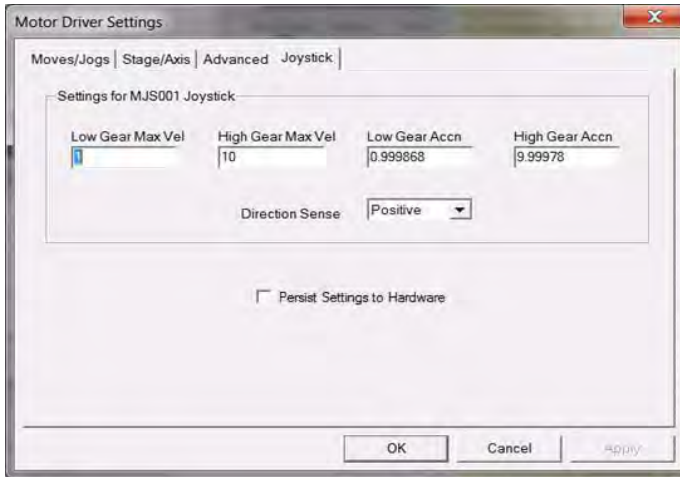 Motor Driver Settings
Moves/Jogs Stage/Axis Advanced Joystick
Settings for MJS001 Joystick
Low Gear Max Vel High Gear Max Vel Low Gear Accn High Gear Accn
1 10 0.999868 9.99978
Direction Sense Positive
Persist Settings to Hardware
OK Cancel Apply